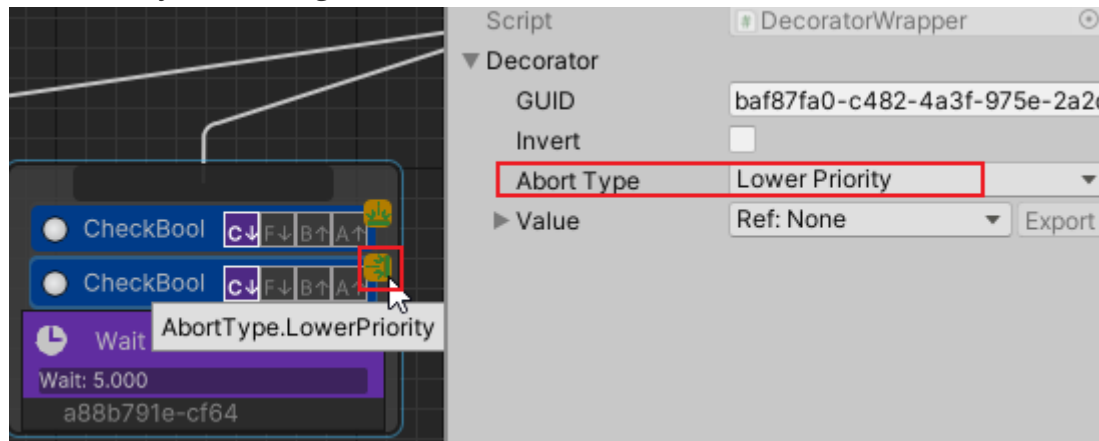 Script DecoratorWrapper
Decorator
GUID baf87fa0-c482-4a3f-975e-2a2
Invert
Abort Type Lower Priority
Value Ref: None Export
CheckBool C↓ F↓ B↑ A↑
CheckBool C↓ F↓ B↑ A↑
AbortType.LowerPriority
Wait
Wait: 5.000
a88b791e-cf64